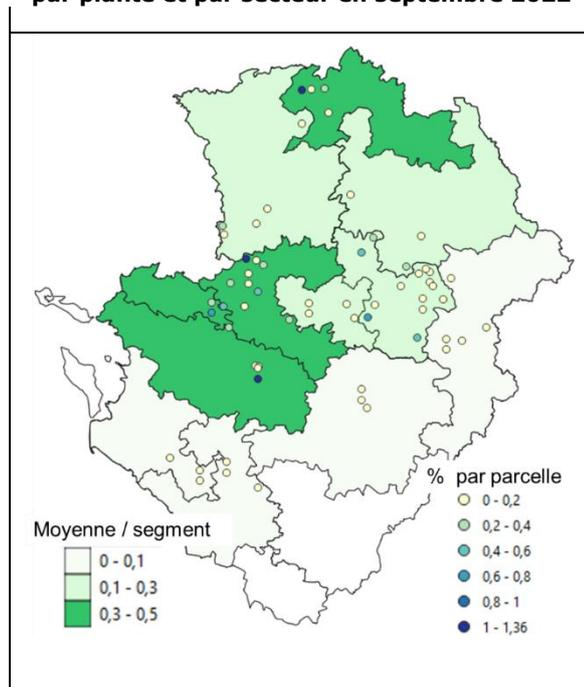 par plante et par secteur en septembre 2022
% par parcelle
0 - 0,2
0,2 - 0,4
0,4 - 0,6
0,6 - 0,8
0,8 - 1
1 - 1,36
Moyenne / segment
0 - 0,1
0,1 - 0,3
0,3 - 0,5